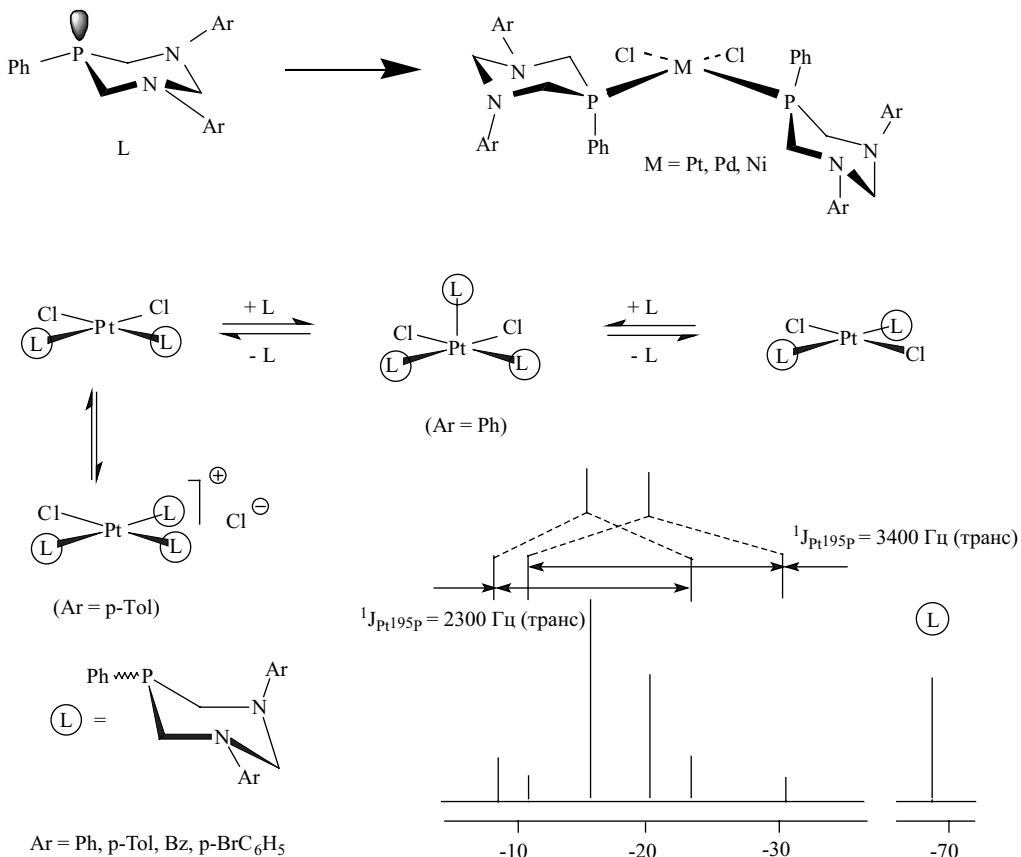 Ar
P
N
Ph
N
Ar
L
Ar
N
Cl
Cl
M
N
P
Ar
Ph
Ph
P
Ar
N
N
Ar
M = Pt, Pd, Ni
Cl
Cl
Pt
L
L
+ L
- L
L
Cl
Cl
Pt
L
L
(Ar = Ph)
+ L
- L
Cl
L
Pt
L
Cl
Cl
L
Pt
L
L
+
Cl −
(Ar = p-Tol)
¹J_Pt¹⁹⁵P = 3400 Гц (транс)
¹J_Pt¹⁹⁵P = 2300 Гц (транс)
L
L =
Ph
P
Ar
N
N
Ar
Ar = Ph, p-Tol, Bz, p-BrC₆H₅
-10
-20
-30
-70